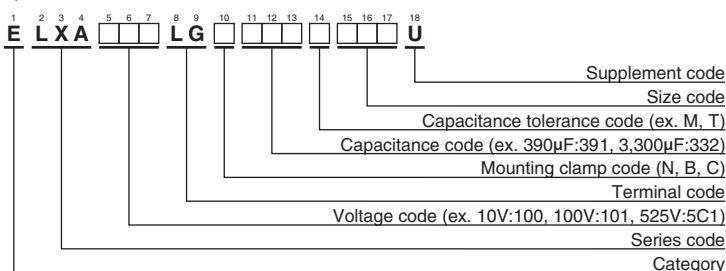 1 2 3 4 5 6 7 8 9 10 11 12 13 14 15 16 17 18
E L X A □□□ L G □ □□□ □ □□□ U
Supplement code
Size code
Capacitance tolerance code (ex. M, T)
Capacitance code (ex. 390µF:391, 3,300µF:332)
Mounting clamp code (N, B, C)
Terminal code
Voltage code (ex. 10V:100, 100V:101, 525V:5C1)
Series code
Category